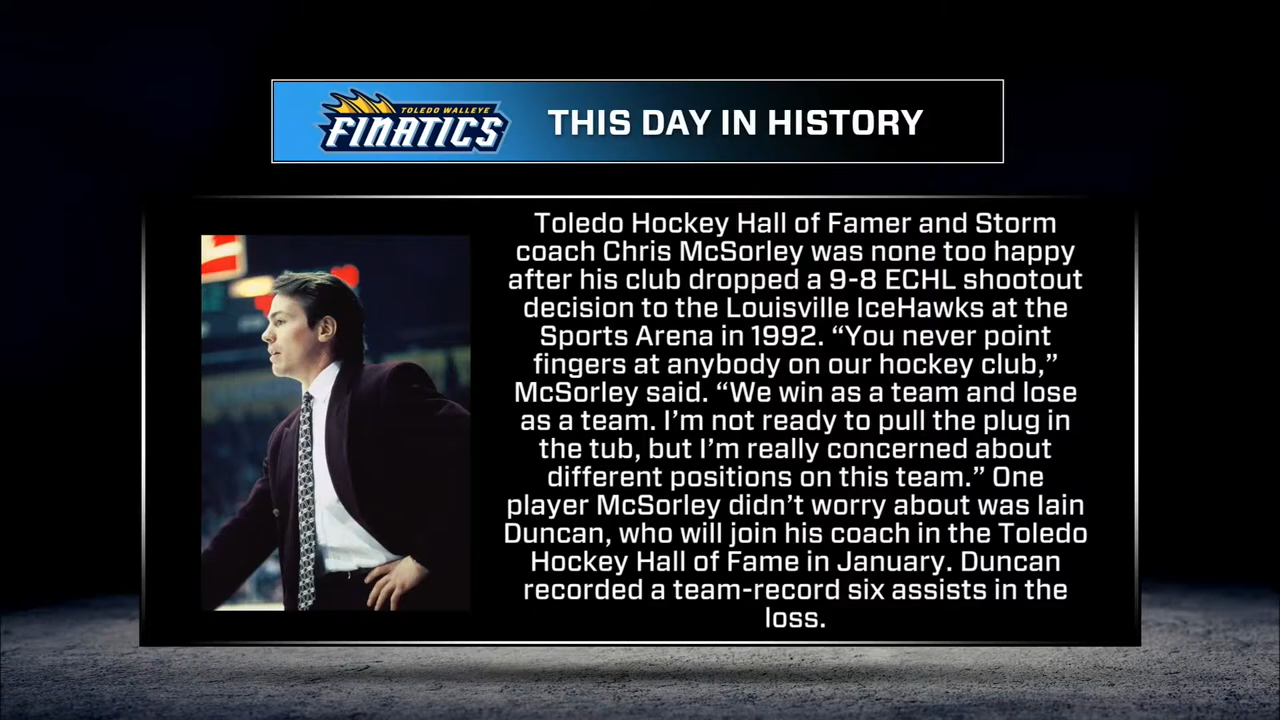 TOLEDO WALLEYE
FINATICS
THIS DAY IN HISTORY
Toledo Hockey Hall of Famer and Storm
coach Chris McSorley was none too happy
after his club dropped a 9-8 ECHL shootout
decision to the Louisville IceHawks at the
Sports Arena in 1992. “You never point
fingers at anybody on our hockey club,”
McSorley said. “We win as a team and lose
as a team. I’m not ready to pull the plug in
the tub, but I’m really concerned about
different positions on this team.” One
player McSorley didn’t worry about was Iain
Duncan, who will join his coach in the Toledo
Hockey Hall of Fame in January. Duncan
recorded a team-record six assists in the
loss.